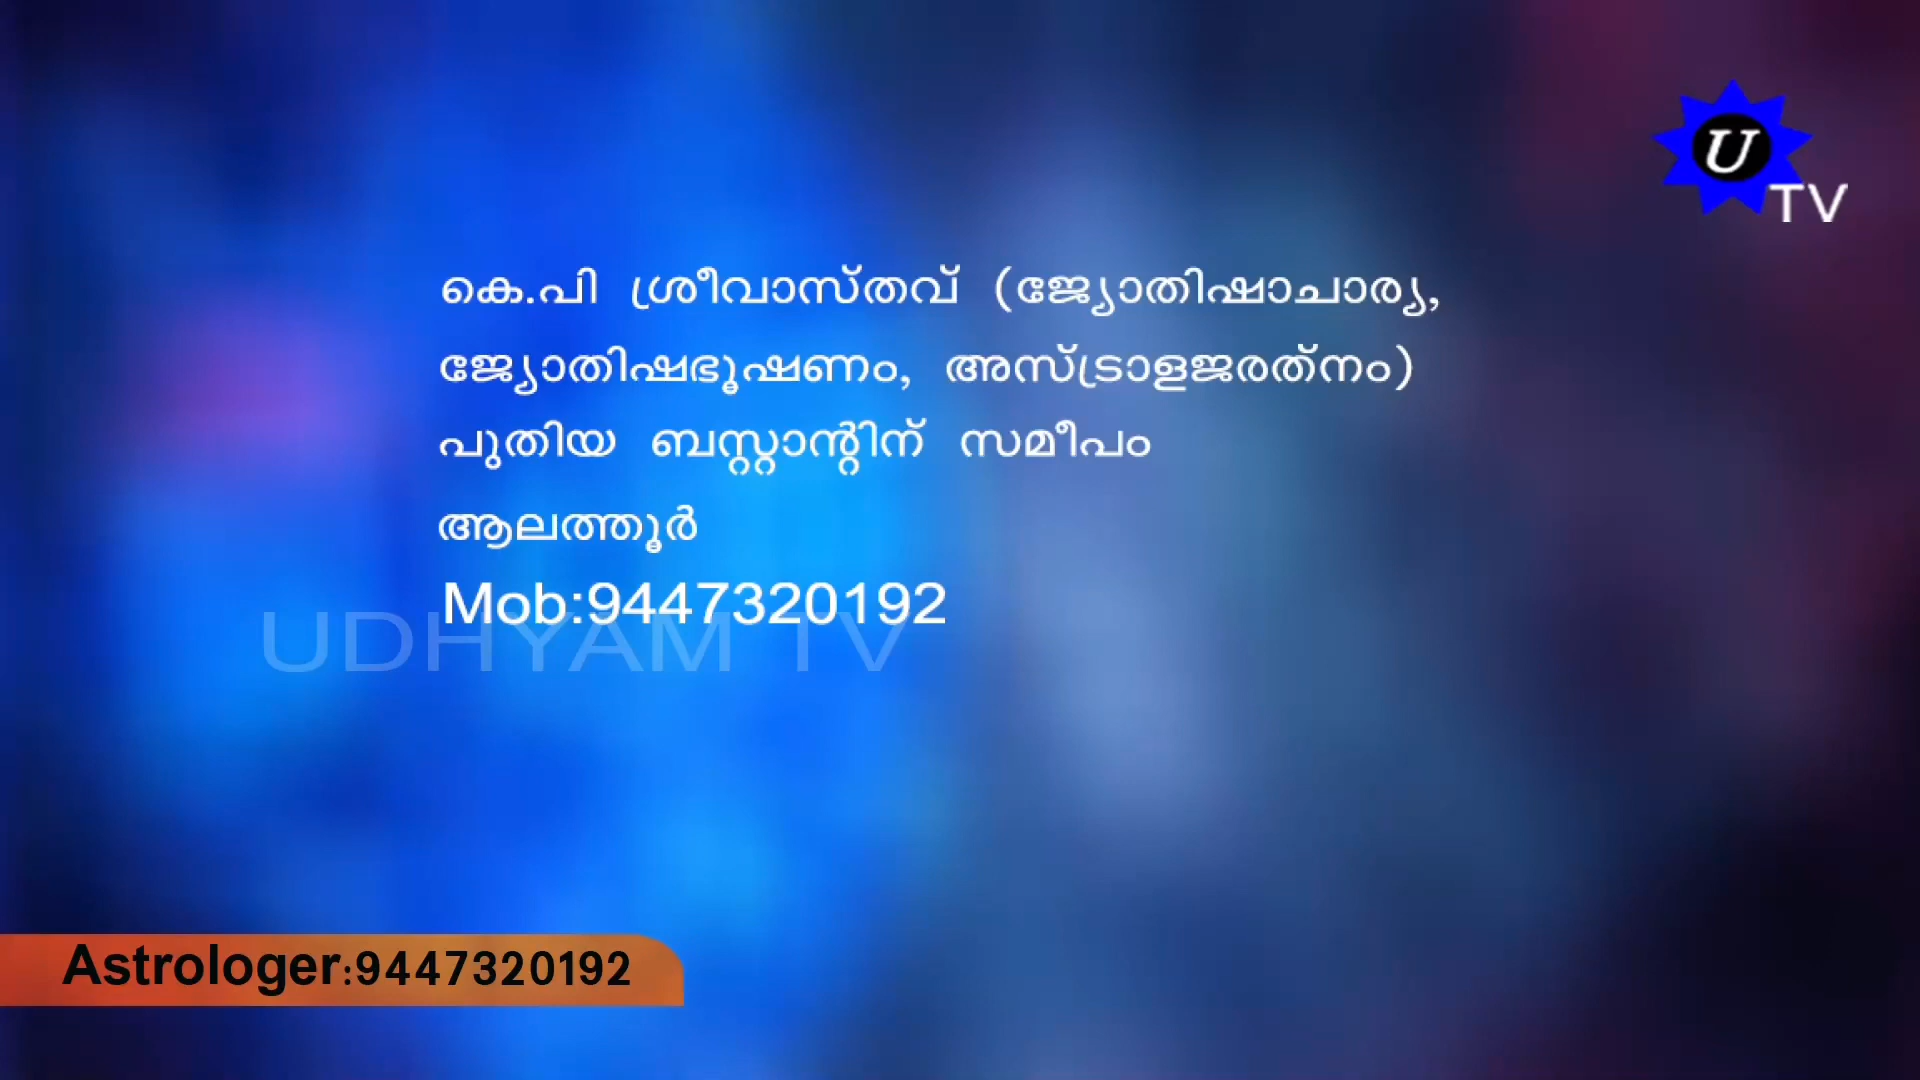 U
TV
കെ.പി ശ്രീവാസ്തവ് (ജ്യോതിഷാചാര്യ,
ജ്യോതിഷഭൂഷണം, അസ്ട്രാളജരത്നം)
പുതിയ ബസ്റ്റാന്റിന് സമീപം
ആലത്തൂർ
Mob:9447320192
UDHYAM TV
Astrologer:9447320192